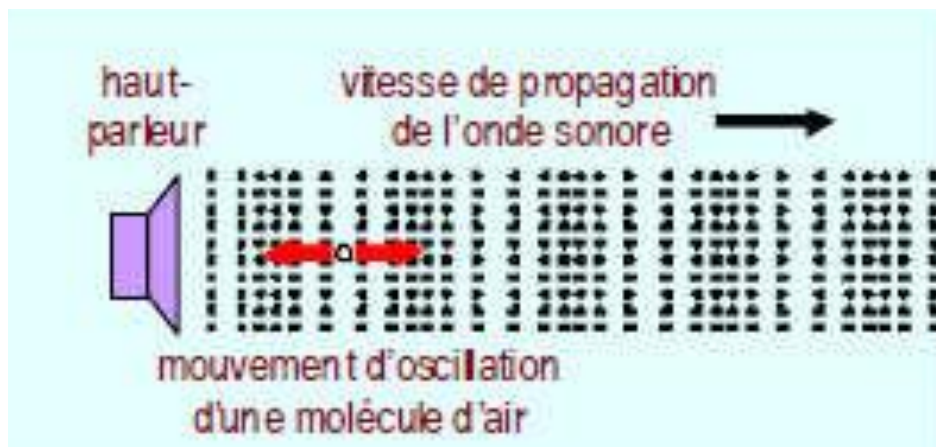 haut-
parleur
vitesse de propagation
de l'onde sonore
mouvement d'oscillation
d'une molécule d'air